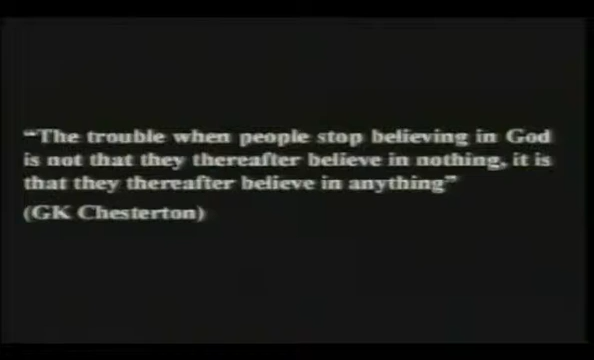 “The trouble when people stop believing in God
is not that they thereafter believe in nothing, it is
that they thereafter believe in anything”
(GK Chesterton)